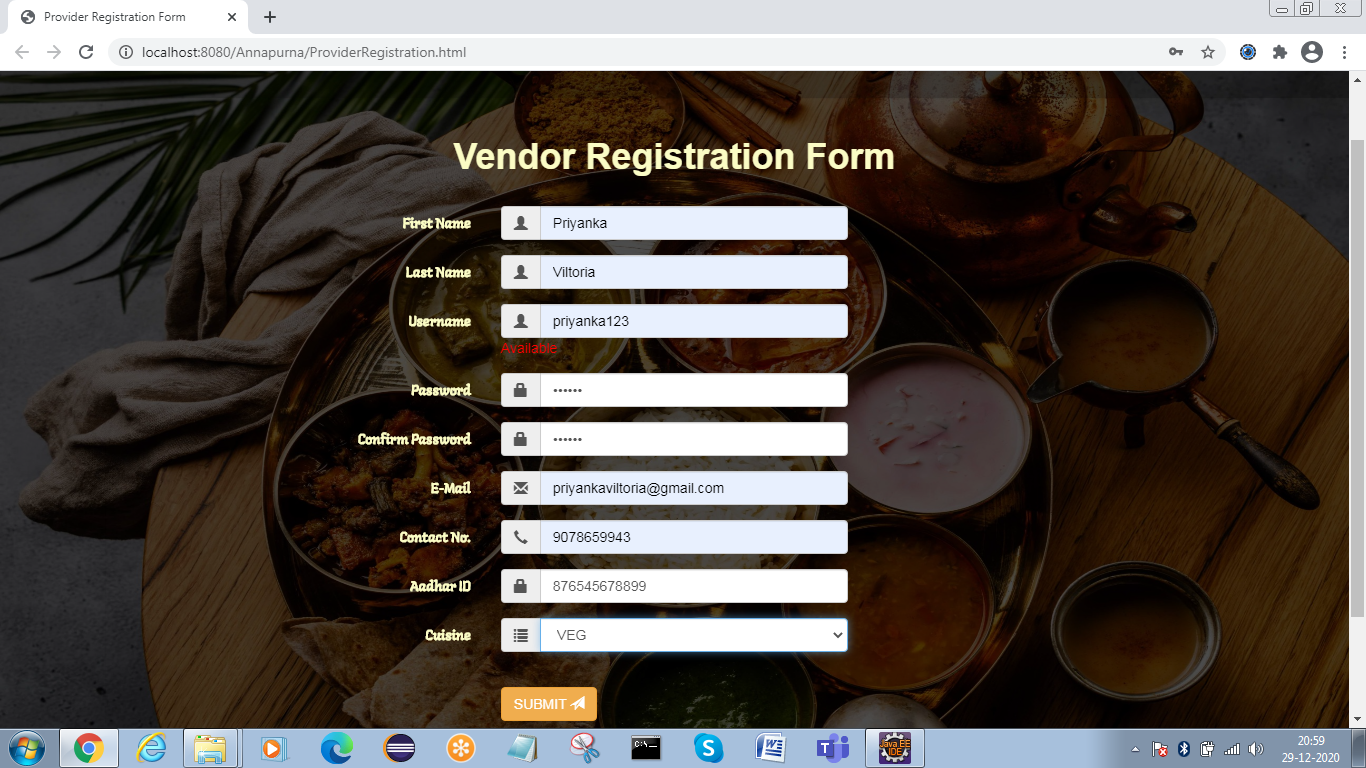 Provider Registration Form
localhost:8080/Annapurna/ProviderRegistration.html
Vendor Registration Form
First Name Priyanka
Last Name Viltoria
Username priyanka123
Available
Password ••••••
Confirm Password ••••••
E-Mail priyankaviltoria@gmail.com
Contact No. 9078659943
Aadhar ID 876545678899
Cuisine VEG
SUBMIT
Java EE
IDE
20:59
29-12-2020